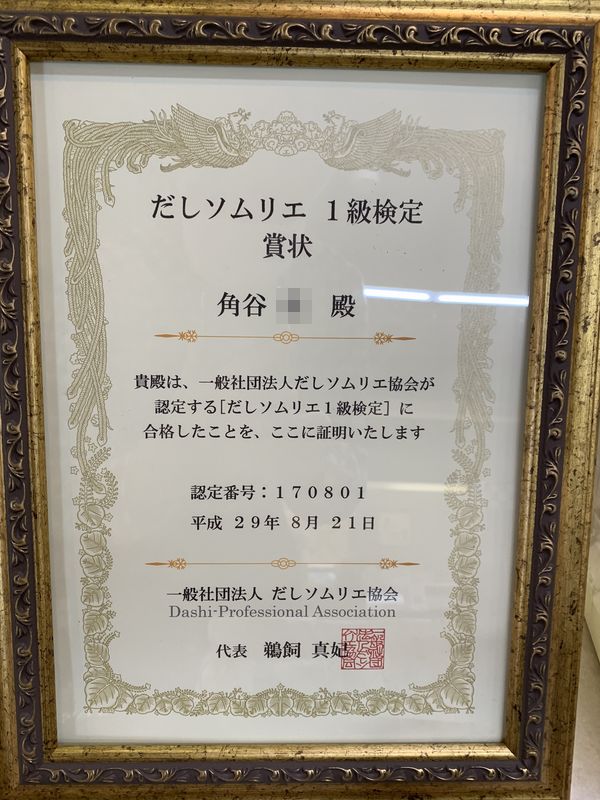 だしソムリエ １級検定
賞状
角谷 殿
貴殿は、一般社団法人だしソムリエ協会が
認定する[だしソムリエ１級検定] に
合格したことを、ここに証明いたします
認定番号：１７０８０１
平成 ２９年 ８月 ２１日
一般社団法人 だしソムリエ協会
Dashi-Professional Association
代表 鵜飼 真妃